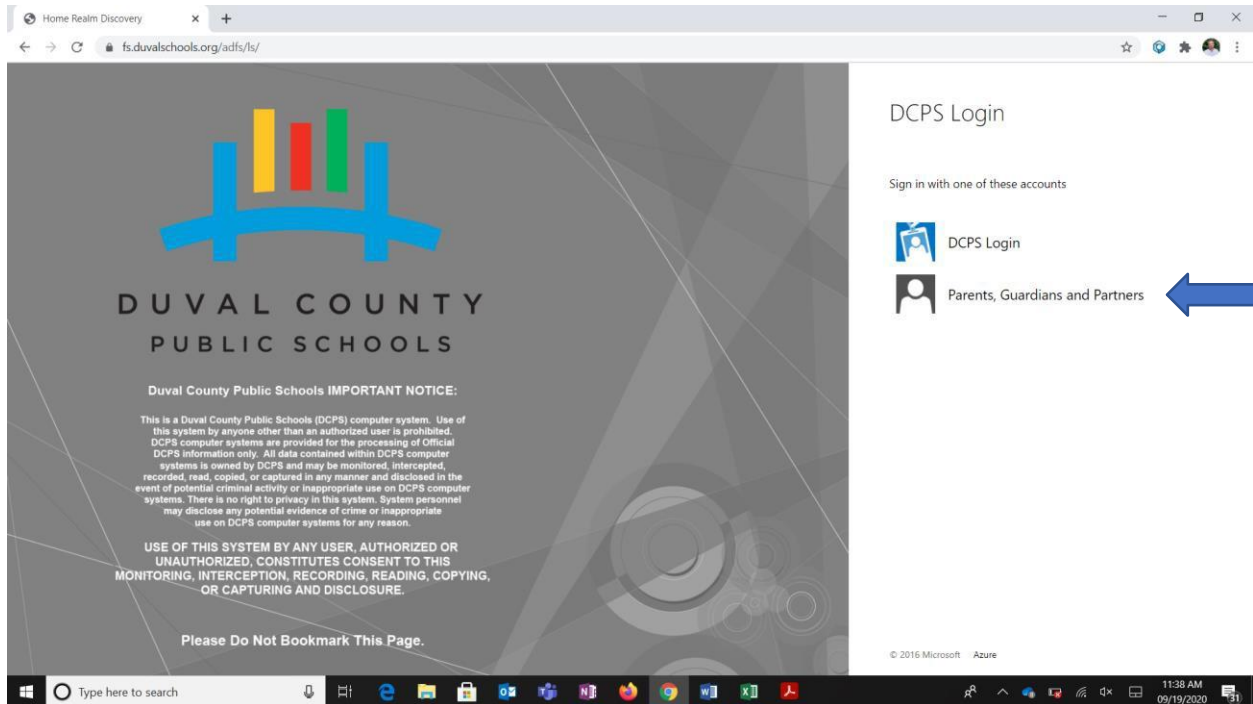 Home Realm Discovery
fs.duvalschools.org/adfs/ls/
DUVAL COUNTY
PUBLIC SCHOOLS
Duval County Public Schools IMPORTANT NOTICE:
This is a Duval County Public Schools (DCPS) computer system. Use of
this system by anyone other than an authorized user is prohibited.
DCPS computer systems are provided for the processing of Official
DCPS information only. All data contained within DCPS computer
systems is owned by DCPS and may be monitored, intercepted,
recorded, read, copied, or captured in any manner and disclosed in the
event of potential criminal activity or inappropriate use on DCPS computer
systems. There is no right to privacy in this system. System personnel
may disclose any potential evidence of crime or inappropriate
use on DCPS computer systems for any reason.
USE OF THIS SYSTEM BY ANY USER, AUTHORIZED OR
UNAUTHORIZED, CONSTITUTES CONSENT TO THIS
MONITORING, INTERCEPTION, RECORDING, READING, COPYING,
OR CAPTURING AND DISCLOSURE.
Please Do Not Bookmark This Page.
DCPS Login
Sign in with one of these accounts
DCPS Login
Parents, Guardians and Partners
© 2016 Microsoft Azure
Type here to search
11:38 AM
09/19/2020
31